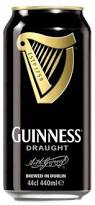 GUINNESS
DRAUGHT
BREWED IN DUBLIN
44cl 440ml ℮